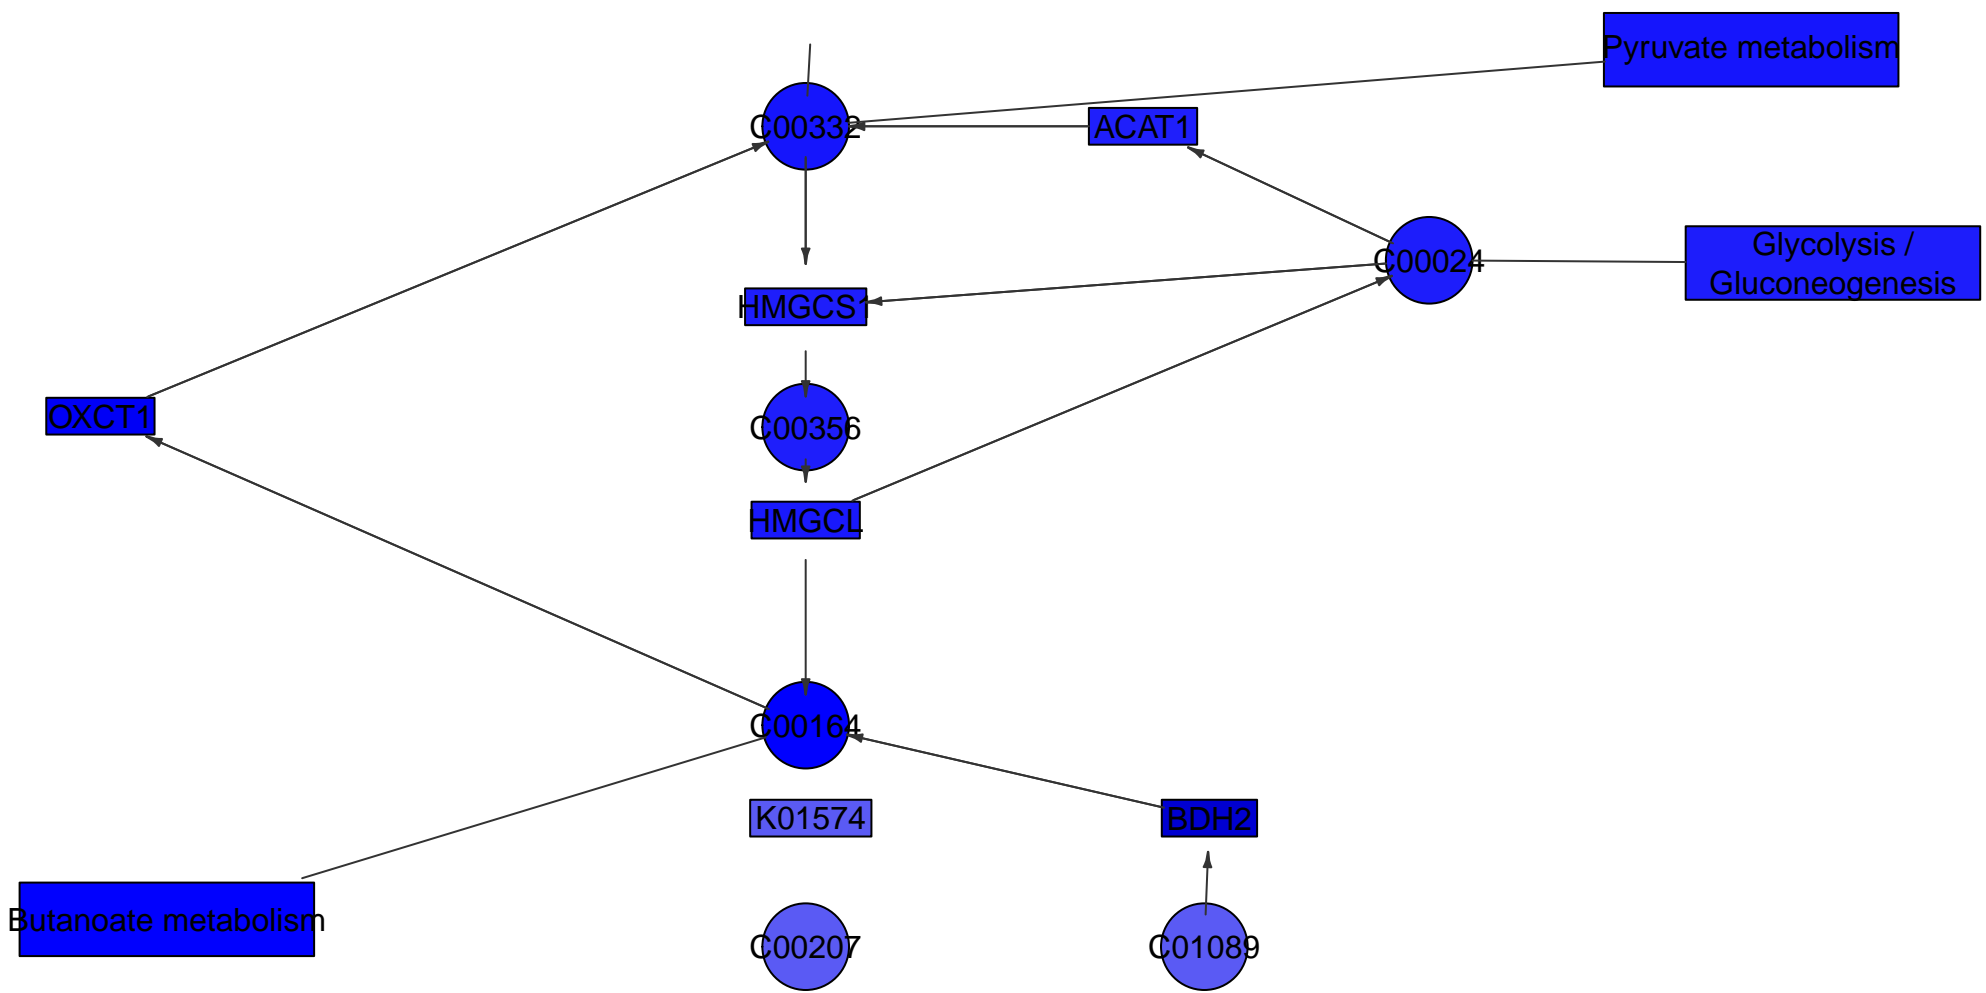 Pyruvate metabolism
C00332
ACAT1
Glycolysis /
Gluconeogenesis
C00024
HMGCS1
OXCT1
C00356
HMGCL
C00164
K01574
BDH2
Butanoate metabolism
C00207
C01089